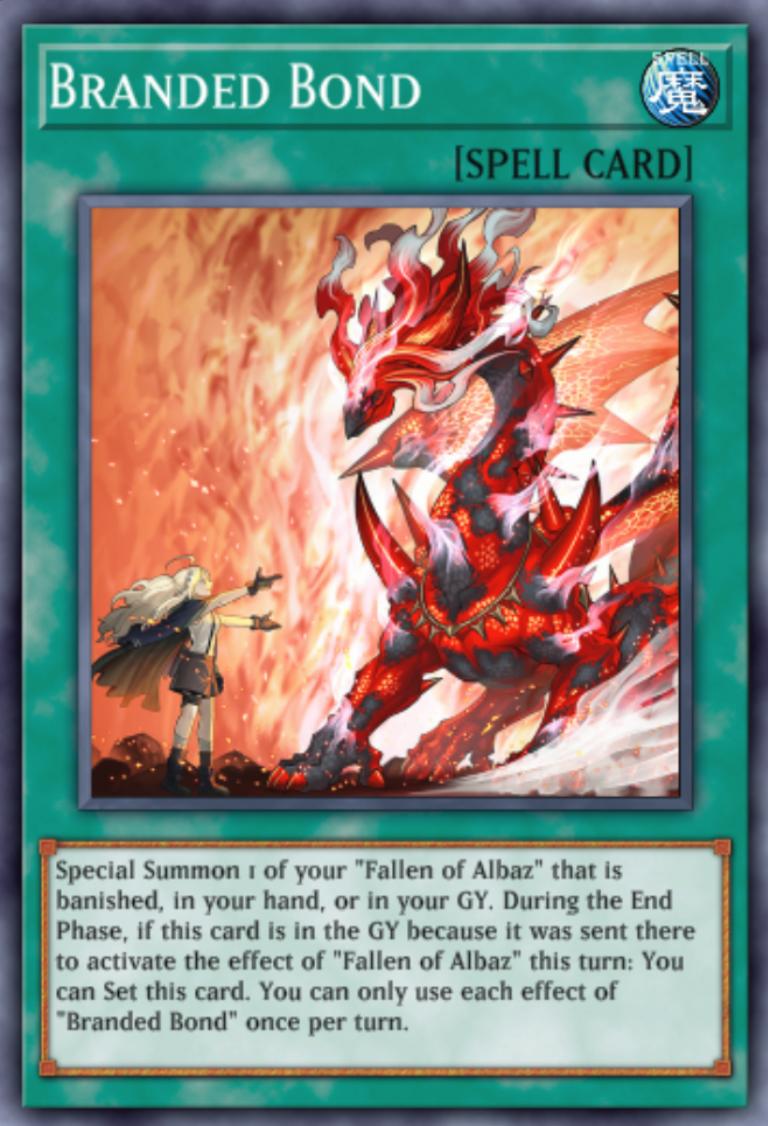 BRANDED BOND
SPELL
魔
[SPELL CARD]
Special Summon 1 of your "Fallen of Albaz" that is
banished, in your hand, or in your GY. During the End
Phase, if this card is in the GY because it was sent there
to activate the effect of "Fallen of Albaz" this turn: You
can Set this card. You can only use each effect of
"Branded Bond" once per turn.